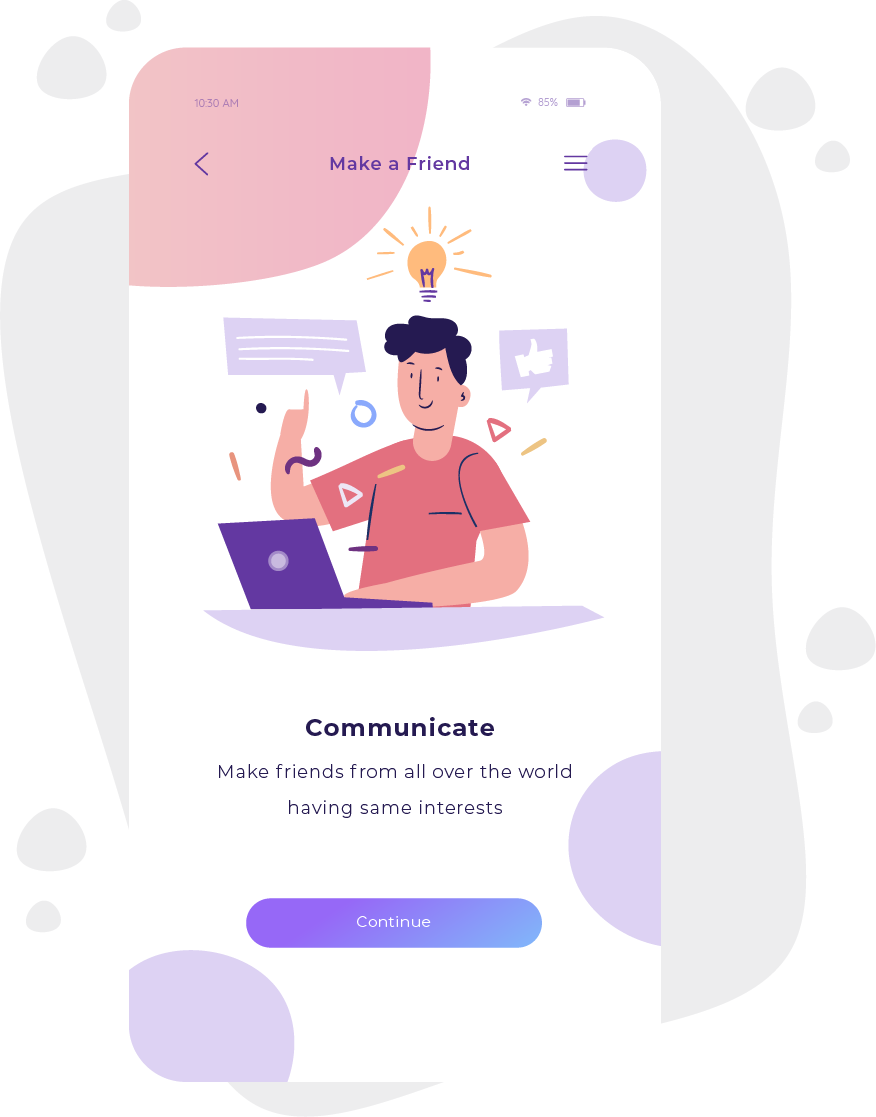 10:30 AM
85%
Make a Friend
Communicate
Make friends from all over the world
having same interests
Continue